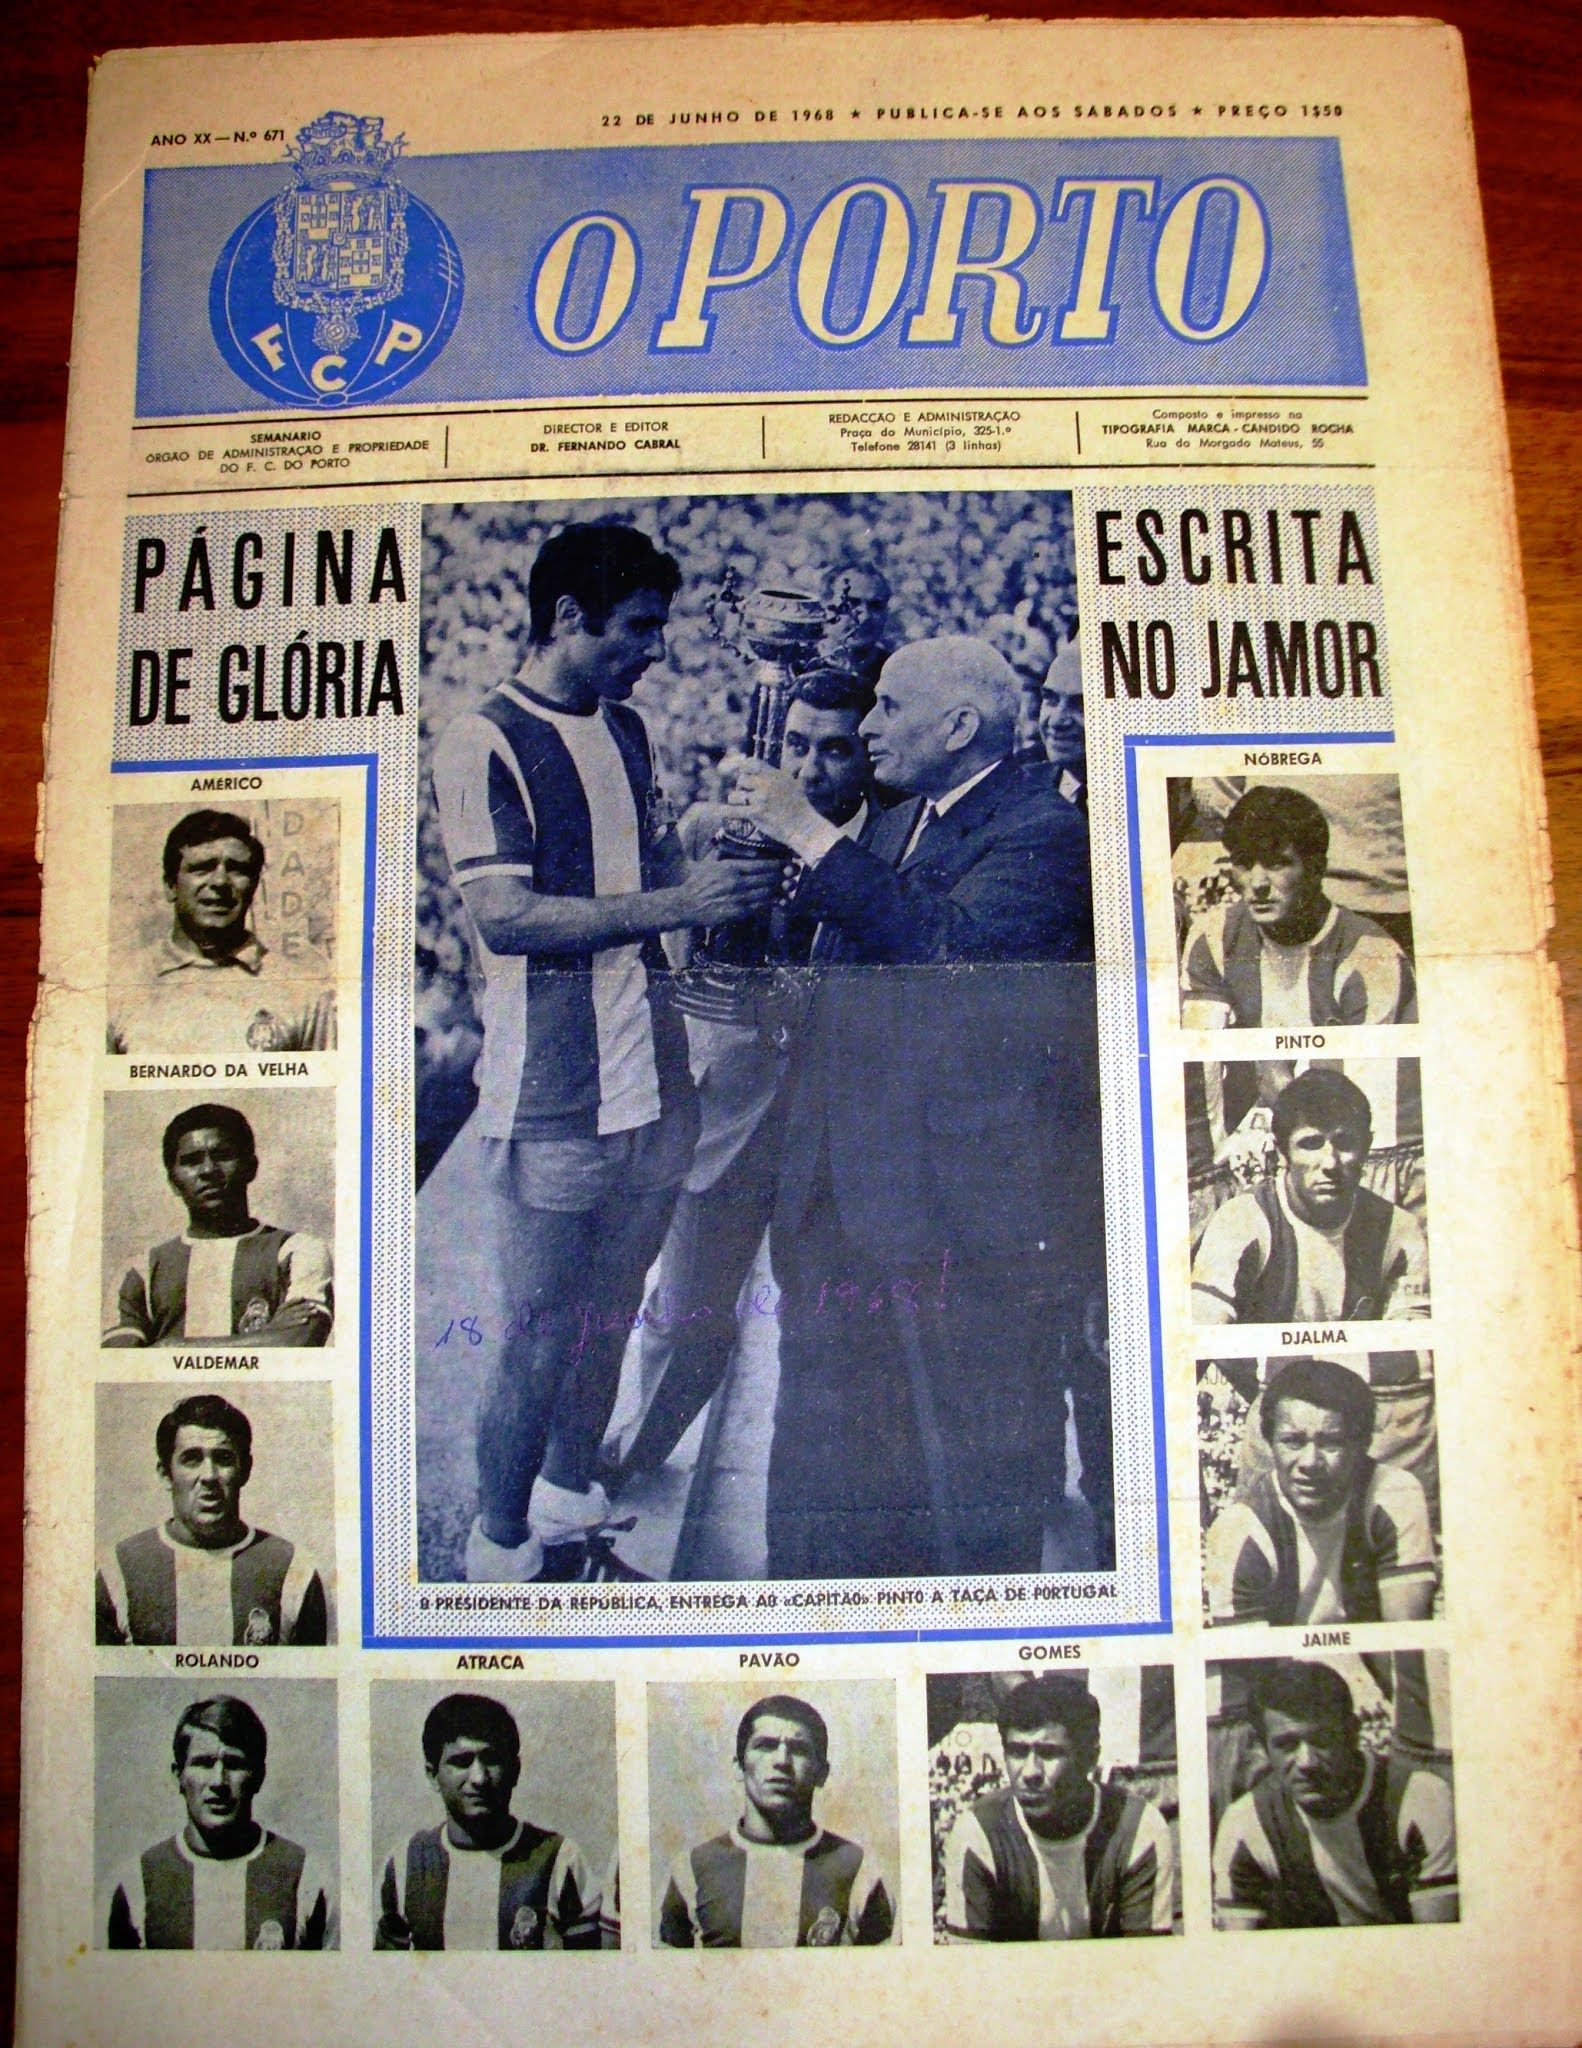 ANO XX — N.º 671
22 DE JUNHO DE 1968 ★ PUBLICA-SE AOS SABADOS ★ PREÇO 1$50
O PORTO
F C P
SEMANARIO
ORGÃO DE ADMINISTRAÇÃO E PROPRIEDADE
DO F. C. DO PORTO
DIRECTOR E EDITOR
DR. FERNANDO CABRAL
REDACCÃO E ADMINISTRAÇÃO
Praça do Município, 325-1.º
Telefone 28141 (3 linhas)
Composto e impresso na
TIPOGRAFIA MARCA - CANDIDO ROCHA
Rua do Morgado Mateus, 55
PÁGINA
DE GLÓRIA
ESCRITA
NO JAMOR
AMÉRICO
BERNARDO DA VELHA
VALDEMAR
ROLANDO
ATRACA
PAVÃO
GOMES
NÓBREGA
PINTO
DJALMA
JAIME
18 de Junho de 1968!
O PRESIDENTE DA REPÚBLICA, ENTREGA AO «CAPITÃO» PINTO A TAÇA DE PORTUGAL